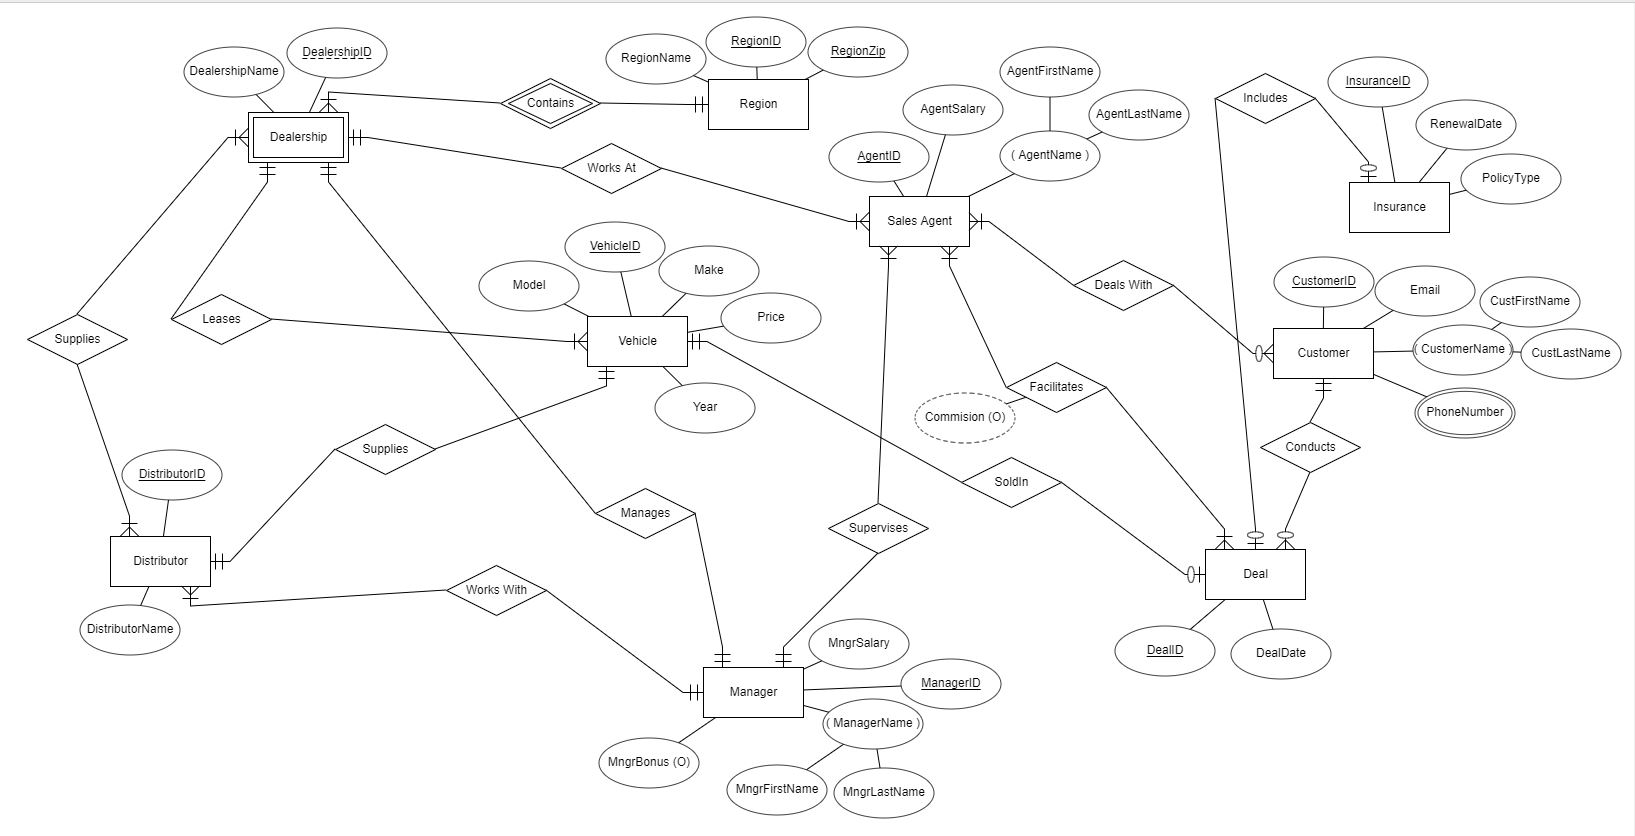 DealershipName
DealershipID
RegionName
RegionID
RegionZip
Contains
Region
Dealership
Works At
AgentFirstName
AgentLastName
AgentSalary
AgentID
( AgentName )
Sales Agent
Includes
InsuranceID
RenewalDate
PolicyType
Insurance
VehicleID
Model
Make
Price
Vehicle
Year
Leases
Supplies
Deals With
CustomerID
Email
CustFirstName
Customer
( CustomerName )
CustLastName
PhoneNumber
Facilitates
Commision (O)
Conducts
Supplies
DistributorID
SoldIn
Manages
Supervises
Distributor
Works With
DistributorName
Deal
DealID
DealDate
MngrSalary
ManagerID
Manager
( ManagerName )
MngrBonus (O)
MngrFirstName
MngrLastName